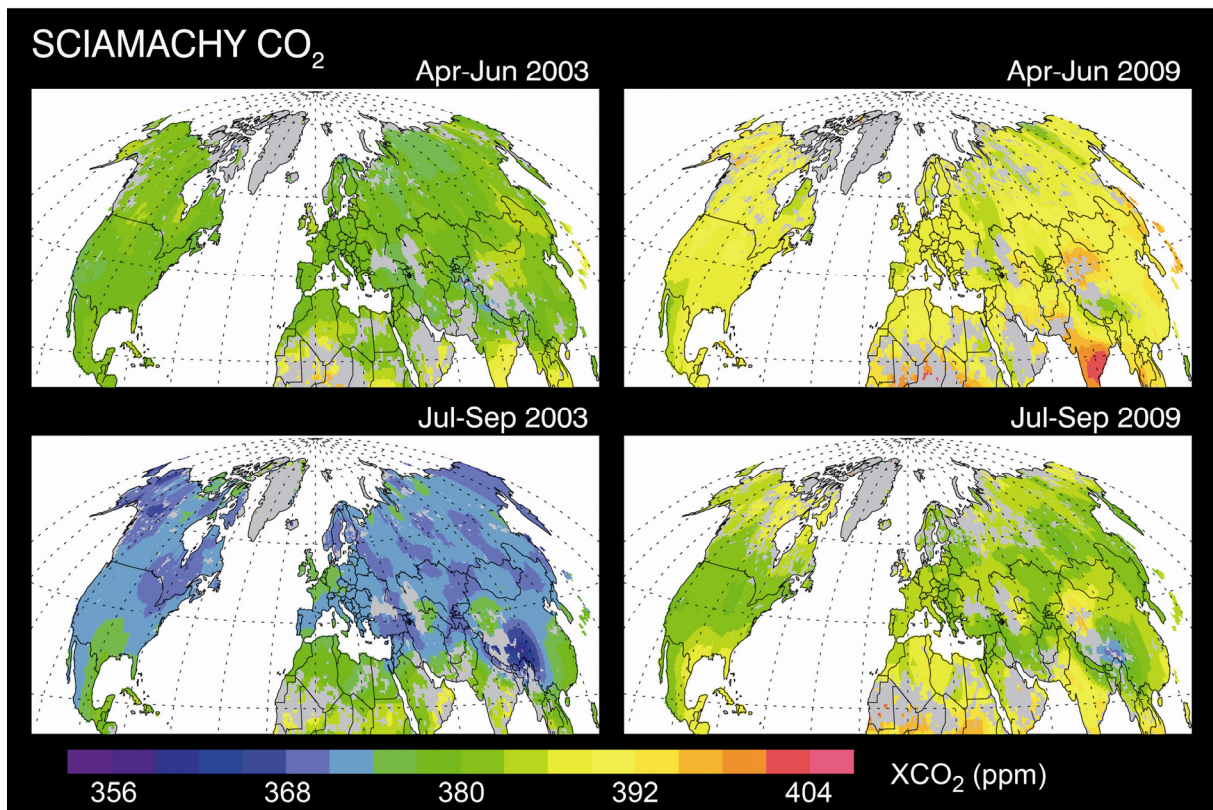 SCIAMACHY CO₂
Apr-Jun 2003
Apr-Jun 2009
Jul-Sep 2003
Jul-Sep 2009
356 368 380 392 404 XCO₂ (ppm)